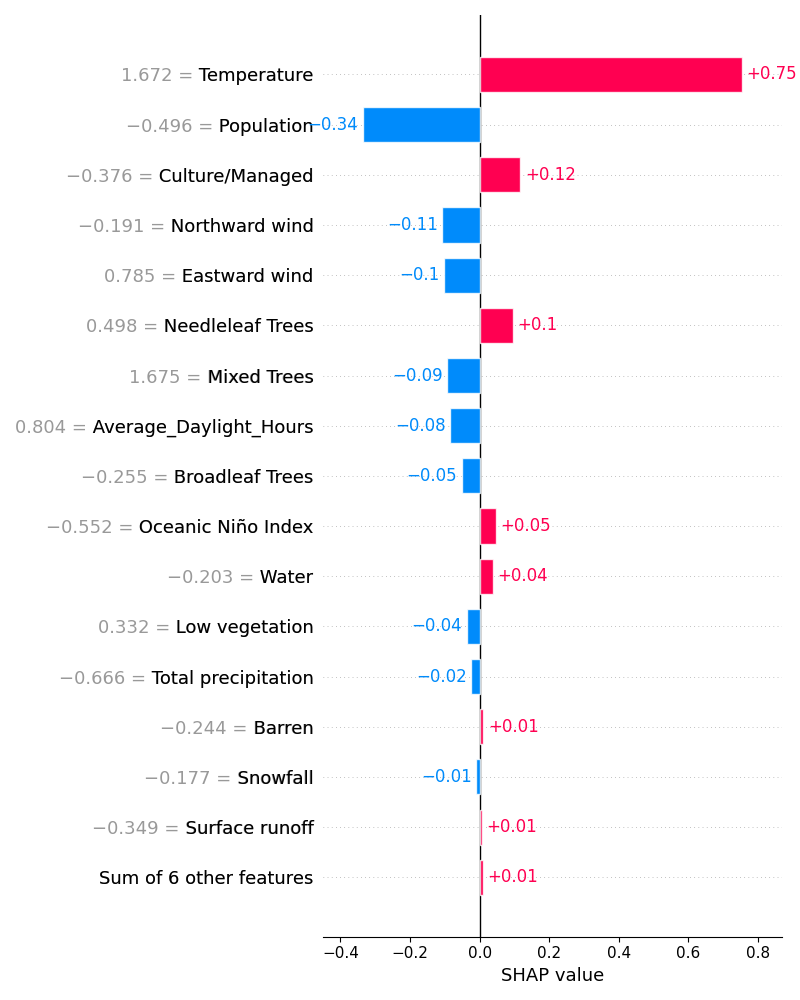 1.672 = Temperature +0.75
−0.496 = Population −0.34
−0.376 = Culture/Managed +0.12
−0.191 = Northward wind −0.11
0.785 = Eastward wind −0.1
0.498 = Needleleaf Trees +0.1
1.675 = Mixed Trees −0.09
0.804 = Average_Daylight_Hours −0.08
−0.255 = Broadleaf Trees −0.05
−0.552 = Oceanic Niño Index +0.05
−0.203 = Water +0.04
0.332 = Low vegetation −0.04
−0.666 = Total precipitation −0.02
−0.244 = Barren +0.01
−0.177 = Snowfall −0.01
−0.349 = Surface runoff +0.01
Sum of 6 other features +0.01
−0.4 −0.2 0.0 0.2 0.4 0.6 0.8
SHAP value